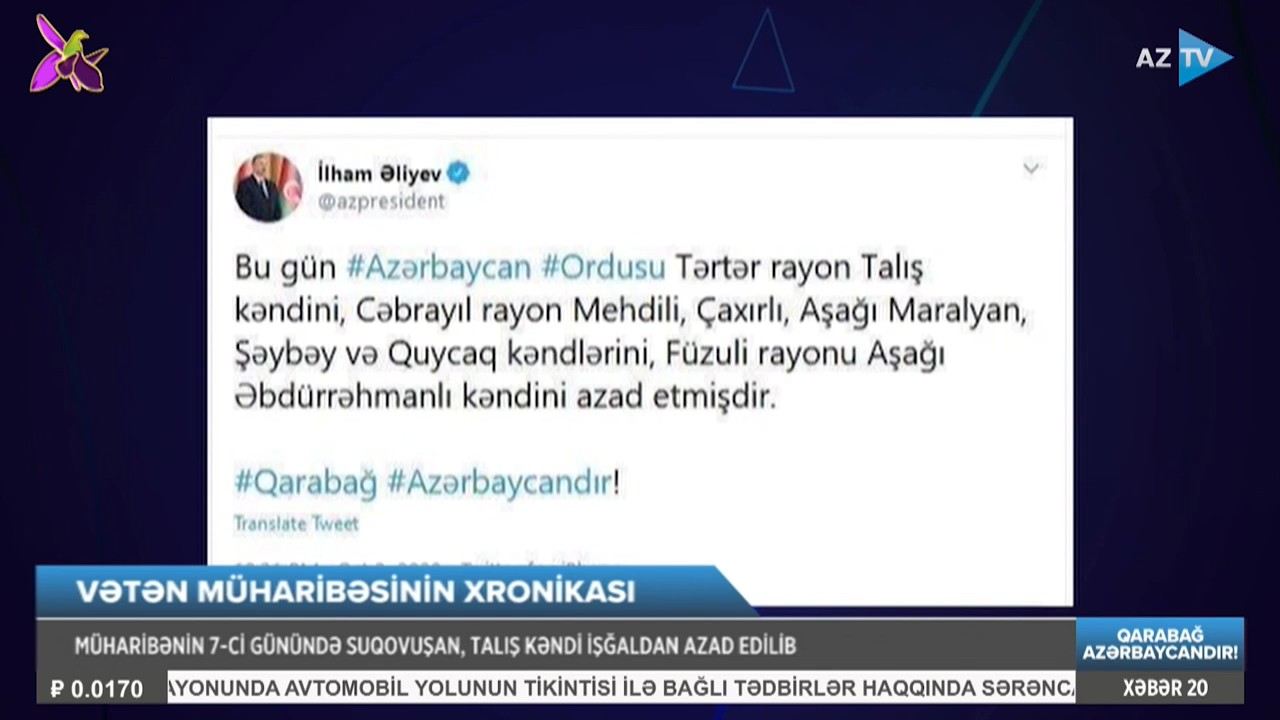 AZ TV
İlham Əliyev
@azpresident
Bu gün #Azərbaycan #Ordusu Tərtər rayon Talış
kəndini, Cəbrayıl rayon Mehdili, Çaxırlı, Aşağı Maralyan,
Şəybəy və Quycaq kəndlərini, Füzuli rayonu Aşağı
Əbdürrəhmanlı kəndini azad etmişdir.
#Qarabağ #Azərbaycandır!
Translate Tweet
VƏTƏN MÜHARİBƏSİNİN XRONİKASI
MÜHARİBƏNİN 7-Cİ GÜNÜNDƏ SUQOVUŞAN, TALIŞ KƏNDİ İŞĞALDAN AZAD EDİLİB
QARABAĞ
AZƏRBAYCANDIR!
₽ 0.0170
AYONUNDA AVTOMOBİL YOLUNUN TİKİNTİSİ İLƏ BAĞLI TƏDBİRLƏR HAQQINDA SƏRƏNCA
XƏBƏR 20